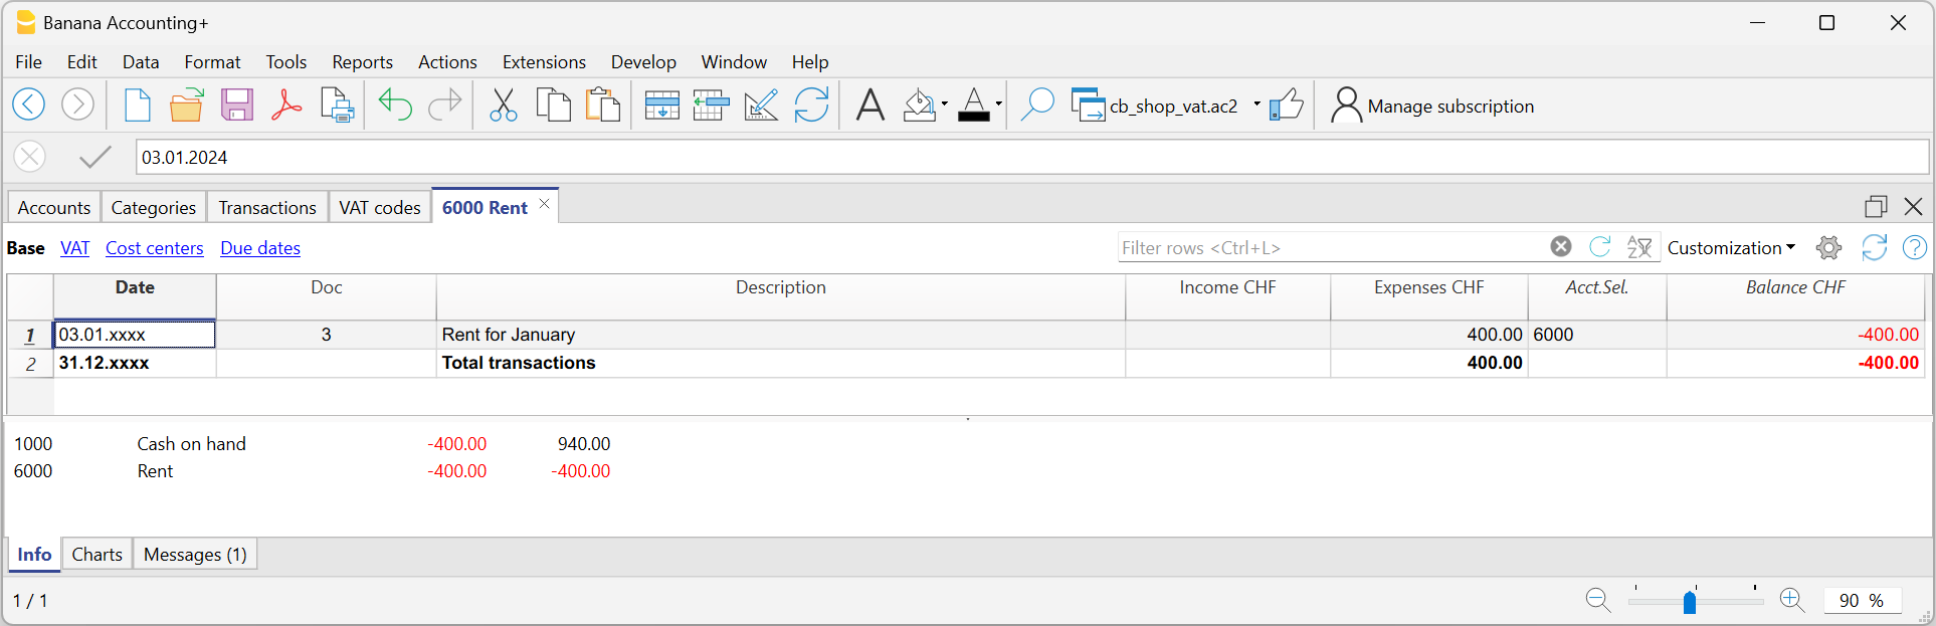 Banana Accounting+
File Edit Data Format Tools Reports Actions Extensions Develop Window Help
cb_shop_vat.ac2 Manage subscription
03.01.2024
Accounts Categories Transactions VAT codes 6000 Rent
Base VAT Cost centers Due dates Filter rows <Ctrl+L> Customization
Date Doc Description Income CHF Expenses CHF Acct.Sel. Balance CHF
1 03.01.xxxx 3 Rent for January 400.00 6000 -400.00
2 31.12.xxxx Total transactions 400.00 -400.00
1000 Cash on hand -400.00 940.00
6000 Rent -400.00 -400.00
Info Charts Messages (1)
1 / 1 90 %